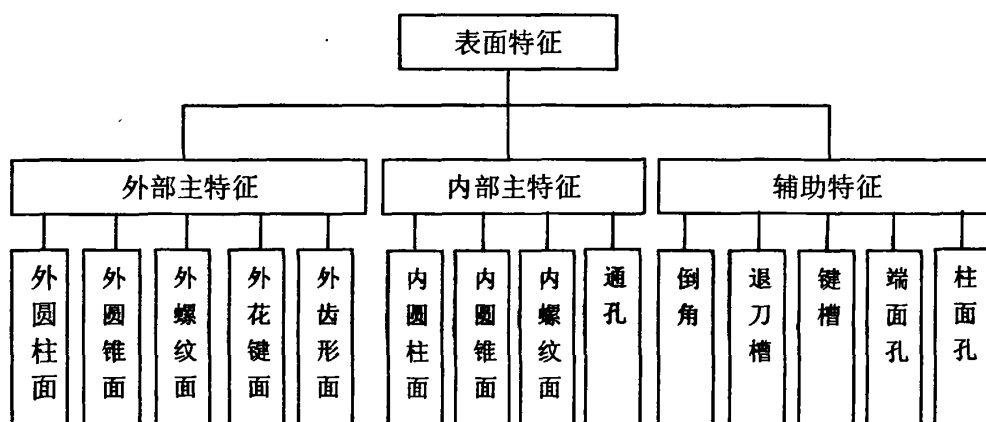 表面特征
外部主特征
内部主特征
辅助特征
外圆柱面
外圆锥面
外螺纹面
外花键面
外齿形面
内圆柱面
内圆锥面
内螺纹面
通孔
倒角
退刀槽
键槽
端面孔
柱面孔